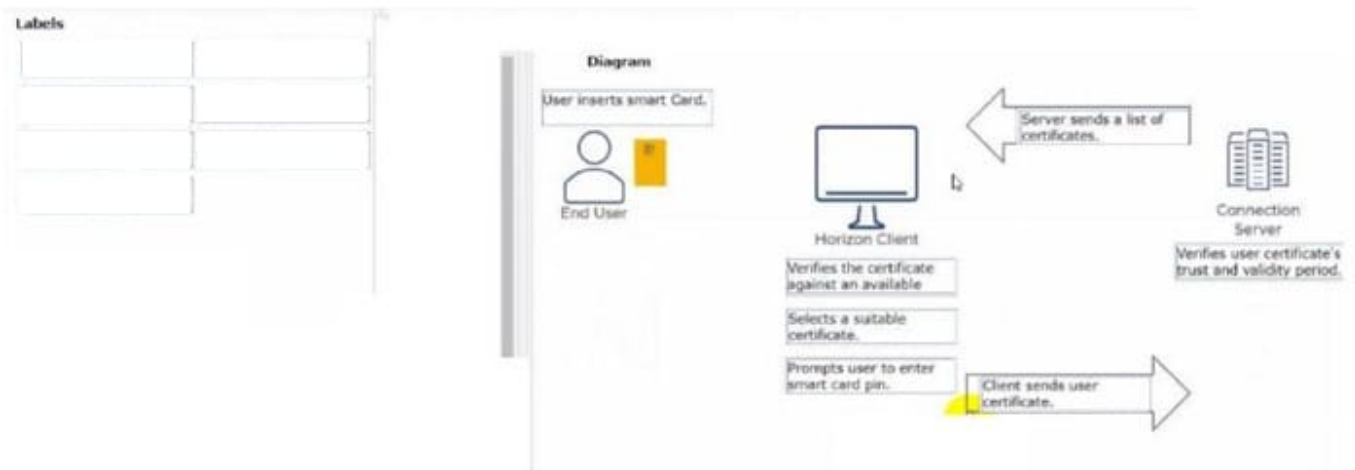 Labels
Diagram
User inserts smart Card.
End User
Server sends a list of
certificates.
Horizon Client
Connection
Server
Verifies user certificate's
trust and validity period.
Verifies the certificate
against an available
Selects a suitable
certificate.
Prompts user to enter
smart card pin.
Client sends user
certificate.